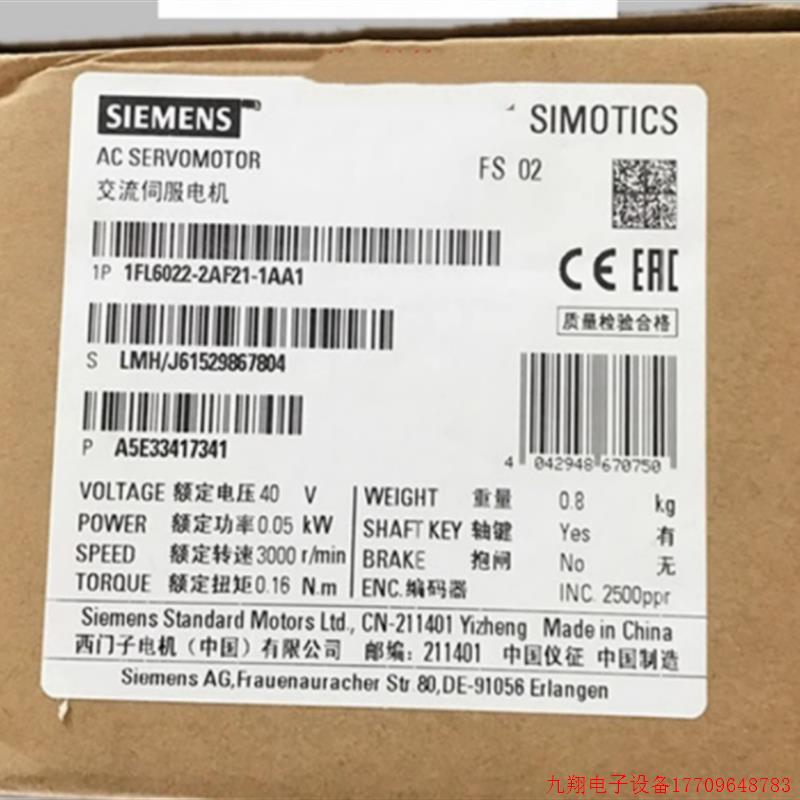 SIEMENS
SIMOTICS
AC SERVOMOTOR
FS 02
交流伺服电机
1P 1FL6022-2AF21-1AA1
CE EAC
质量检验合格
S LMH/J61529867804
P A5E33417341
4 042948 670750
VOLTAGE 额定电压 40 V
POWER 额定功率 0.05 kW
SPEED 额定转速 3000 r/min
TORQUE 额定扭矩 0.16 N.m
WEIGHT 重量 0.8 kg
SHAFT KEY 轴键 Yes 有
BRAKE 抱闸 No 无
ENC. 编码器 INC. 2500ppr
Siemens Standard Motors Ltd., CN-211401 Yizheng Made in China
西门子电机（中国）有限公司 邮编: 211401 中国仪征 中国制造
Siemens AG,Frauenauracher Str 80,DE-91056 Erlangen
九翔电子设备17709648783